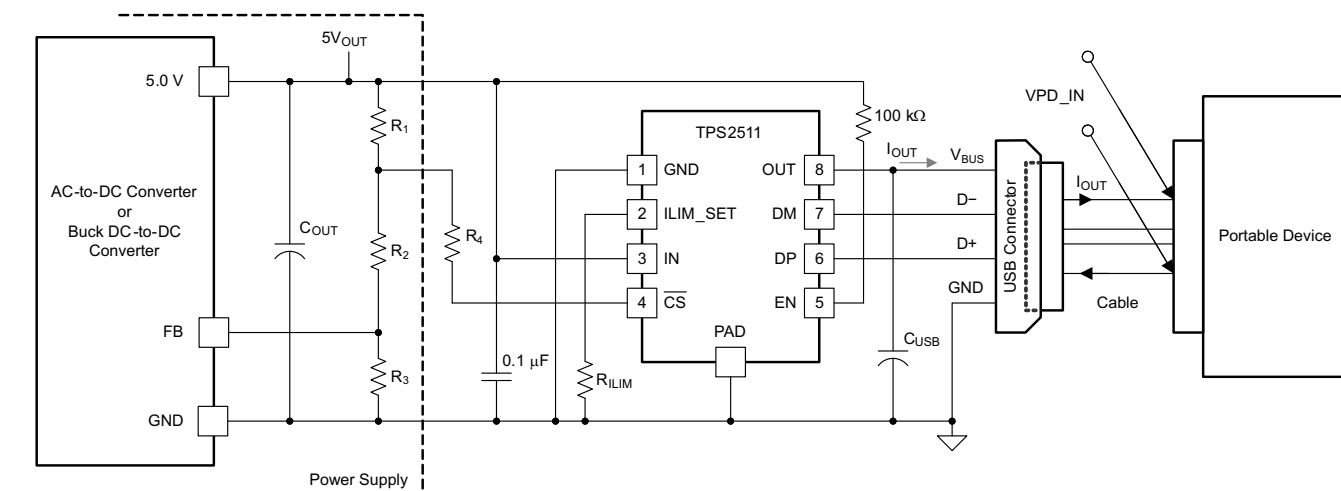 5V_OUT
5.0 V
AC-to-DC Converter
or
Buck DC-to-DC
Converter
FB
GND
C_OUT
R_1
R_2
R_3
R_4
Power Supply
0.1 μF
R_ILIM
TPS2511
1 GND
2 ILIM_SET
3 IN
4 C̅S̅
OUT 8
DM 7
DP 6
EN 5
PAD
100 kΩ
I_OUT
V_BUS
D−
D+
GND
C_USB
USB Connector
VPD_IN
I_OUT
Cable
Portable Device